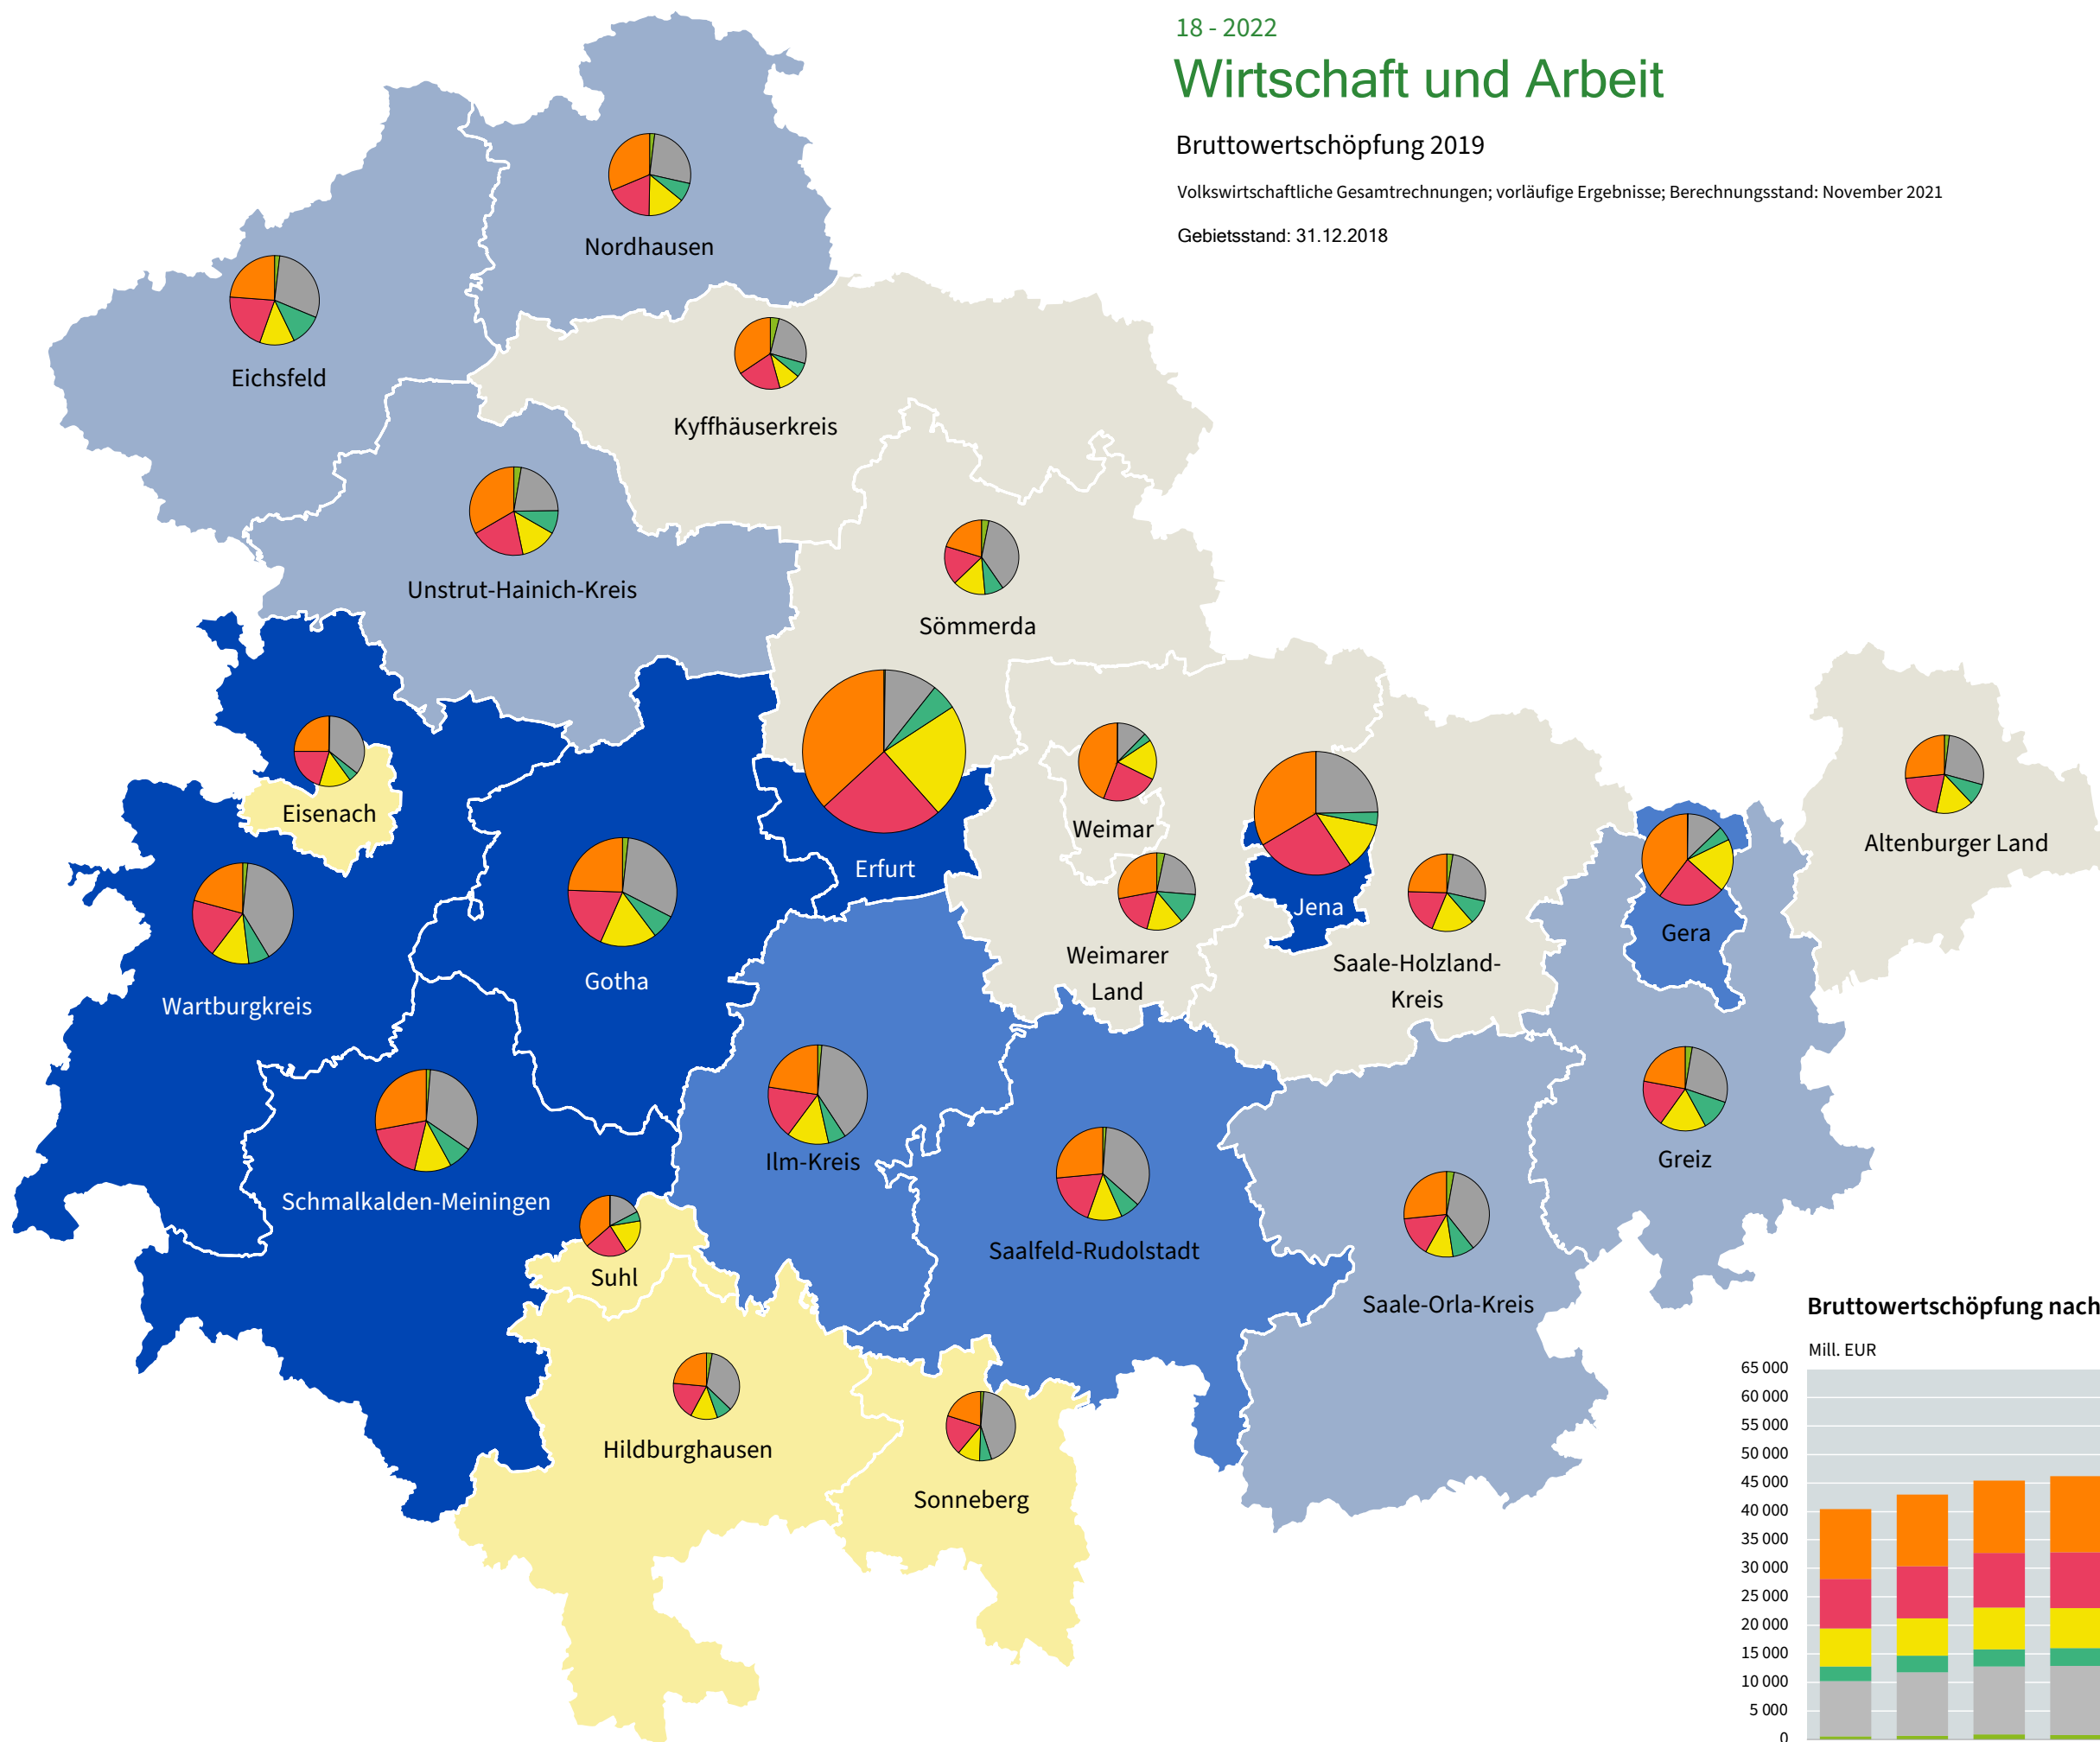 18 - 2022
Wirtschaft und Arbeit
Bruttowertschöpfung 2019
Volkswirtschaftliche Gesamtrechnungen; vorläufige Ergebnisse; Berechnungsstand: November 2021
Gebietsstand: 31.12.2018
Nordhausen
Eichsfeld
Kyffhäuserkreis
Unstrut-Hainich-Kreis
Sömmerda
Eisenach
Weimar
Altenburger Land
Erfurt
Jena
Gera
Weimarer
Land
Saale-Holzland-
Kreis
Gotha
Wartburgkreis
Ilm-Kreis
Greiz
Schmalkalden-Meiningen
Saalfeld-Rudolstadt
Suhl
Saale-Orla-Kreis
Hildburghausen
Sonneberg
Bruttowertschöpfung nach
Mill. EUR
65 000
60 000
55 000
50 000
45 000
40 000
35 000
30 000
25 000
20 000
15 000
10 000
5 000
0